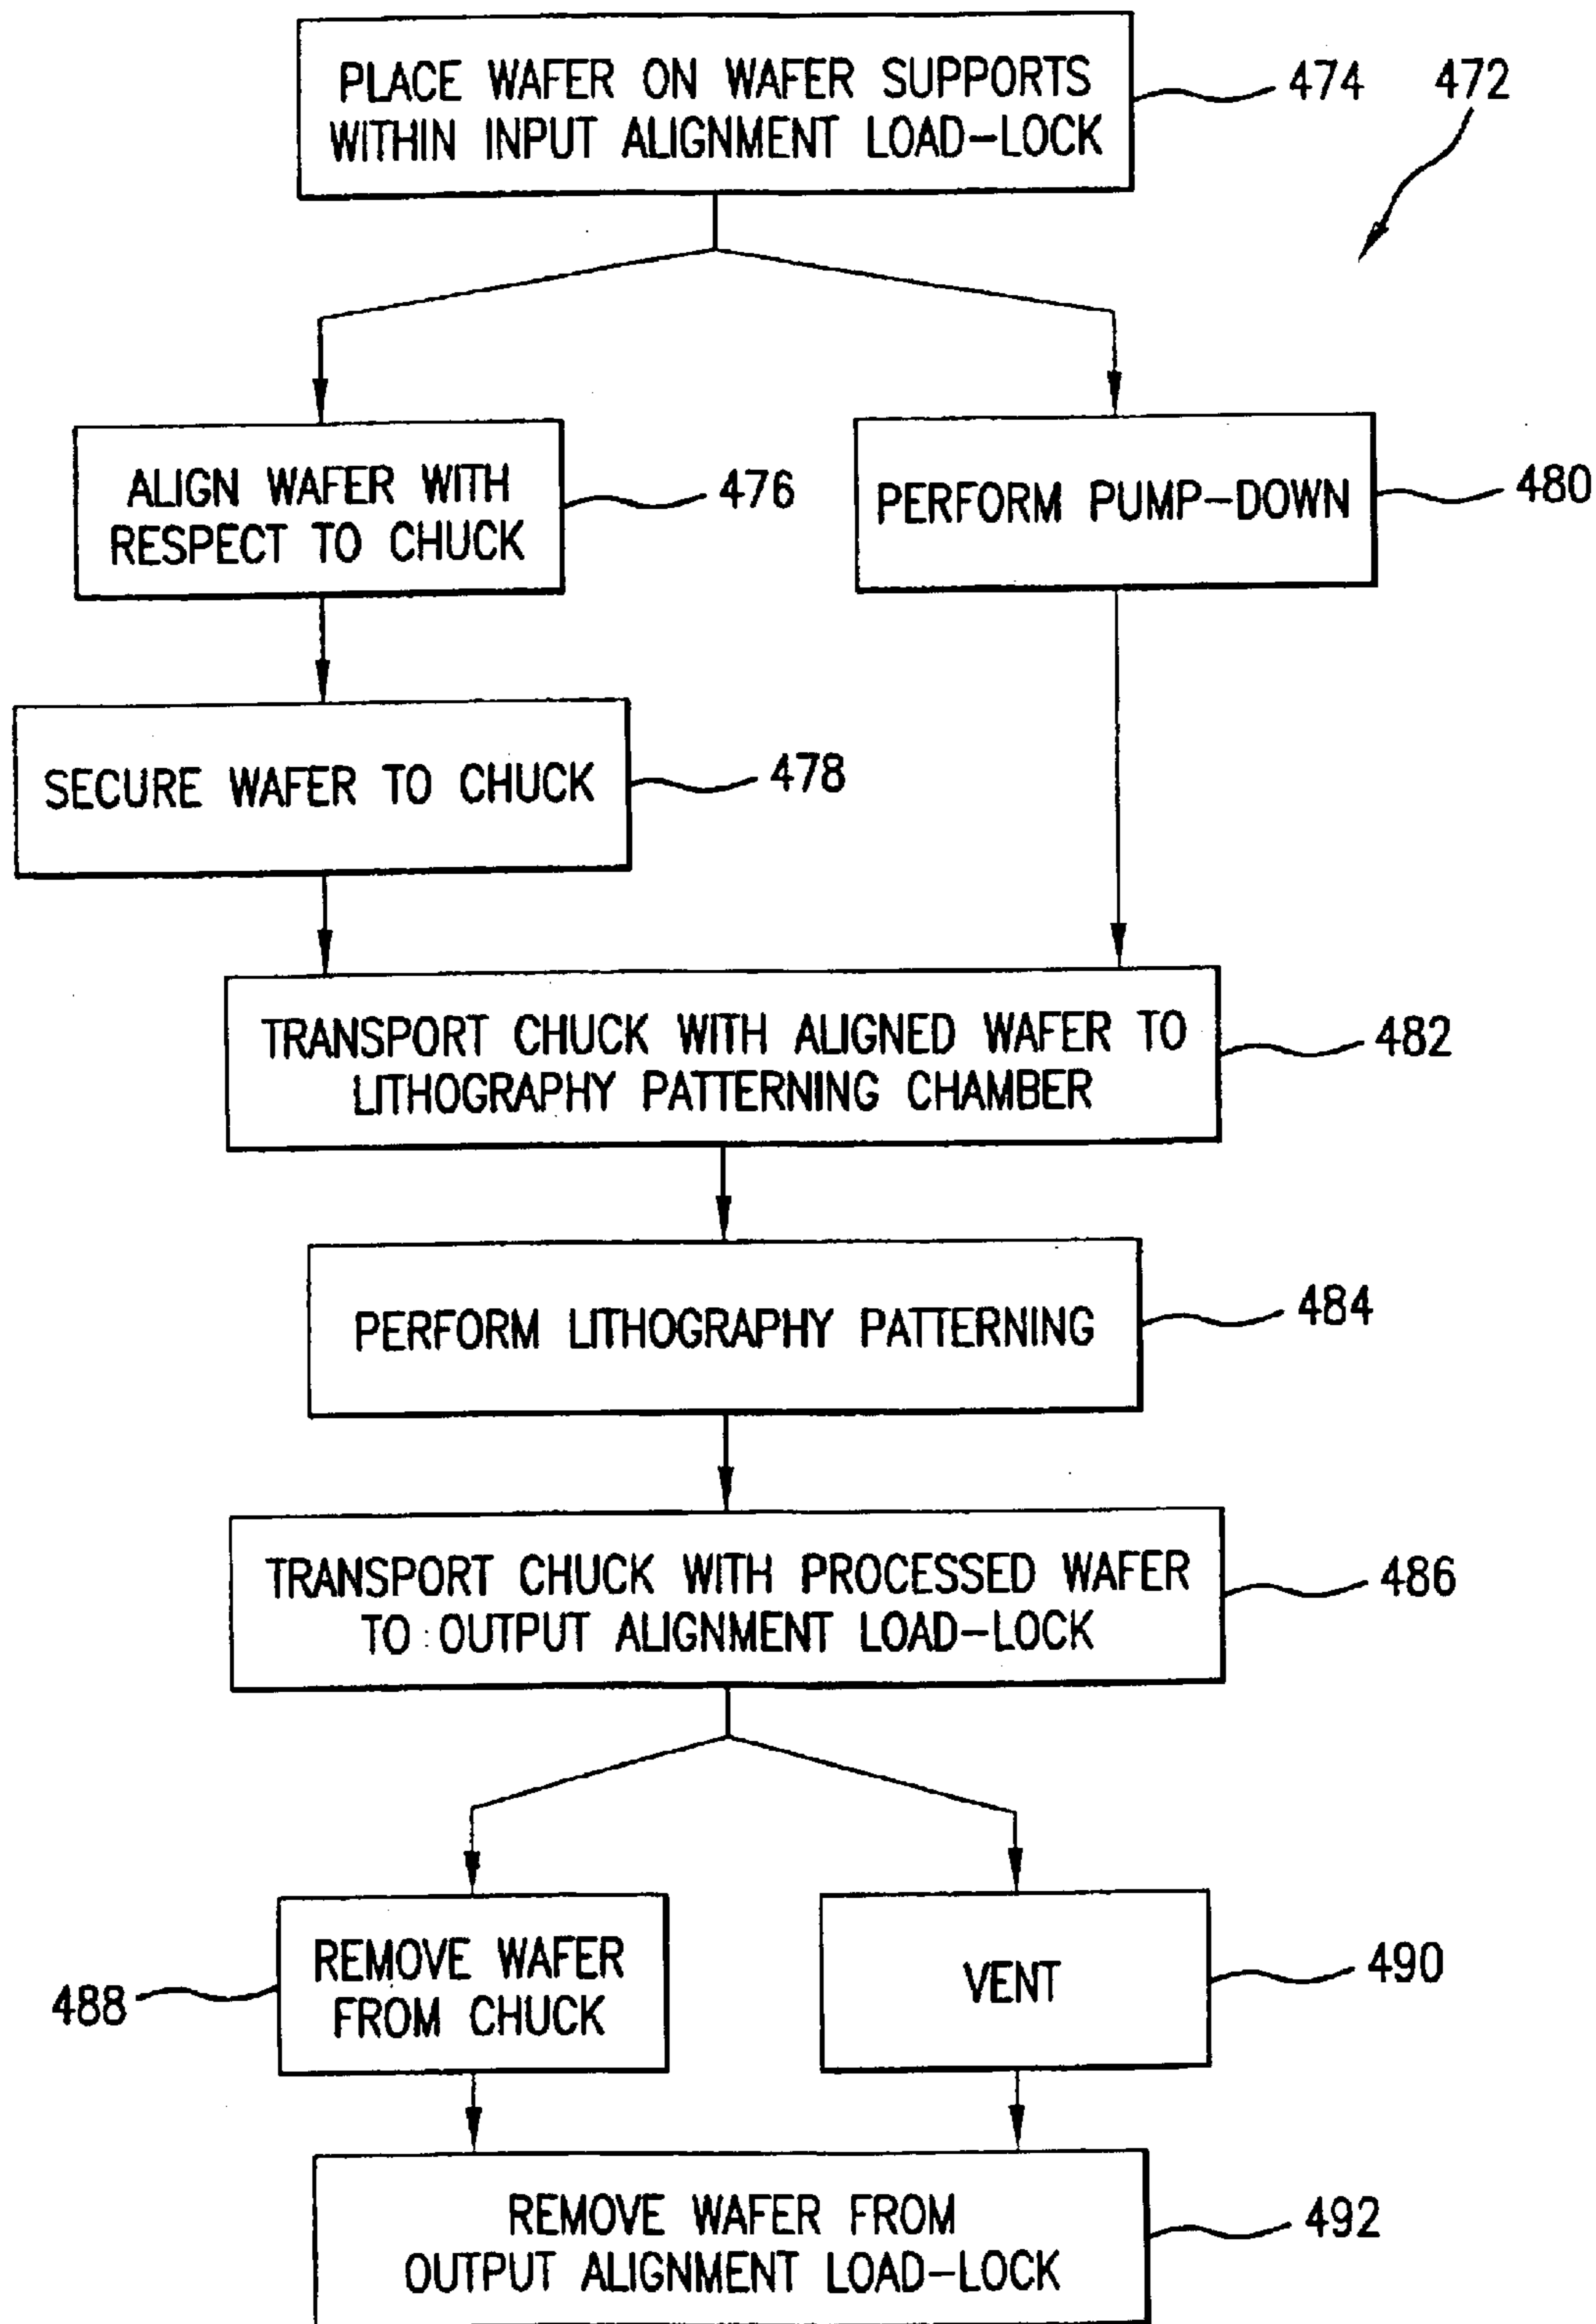 PLACE WAFER ON WAFER SUPPORTS
WITHIN INPUT ALIGNMENT LOAD-LOCK
474
472
ALIGN WAFER WITH
RESPECT TO CHUCK
476
PERFORM PUMP-DOWN
480
SECURE WAFER TO CHUCK
478
TRANSPORT CHUCK WITH ALIGNED WAFER TO
LITHOGRAPHY PATTERNING CHAMBER
482
PERFORM LITHOGRAPHY PATTERNING
484
TRANSPORT CHUCK WITH PROCESSED WAFER
TO OUTPUT ALIGNMENT LOAD-LOCK
486
REMOVE WAFER
FROM CHUCK
488
VENT
490
REMOVE WAFER FROM
OUTPUT ALIGNMENT LOAD-LOCK
492